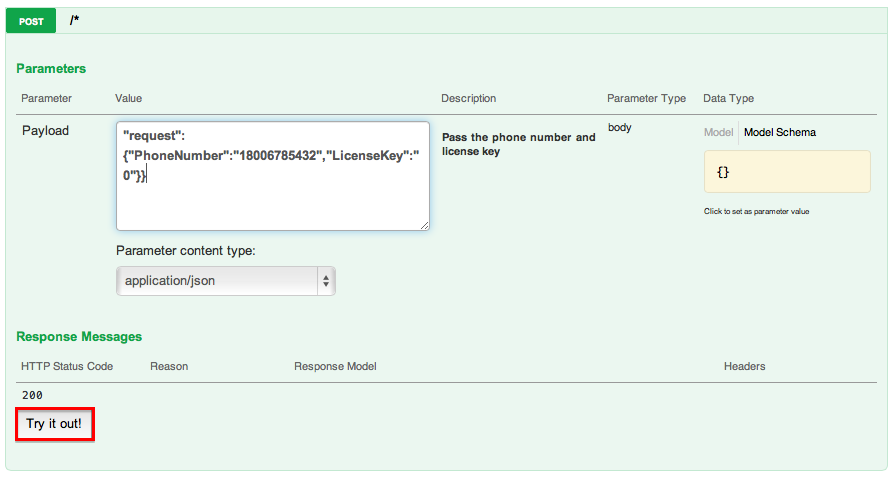 POST /*
Parameters
Parameter Value Description Parameter Type Data Type
Payload
"request":
{"PhoneNumber":"18006785432","LicenseKey":"
0"}}
Pass the phone number and
license key
body
Model Model Schema
{}
Click to set as parameter value
Parameter content type:
application/json
Response Messages
HTTP Status Code Reason Response Model Headers
200
Try it out!